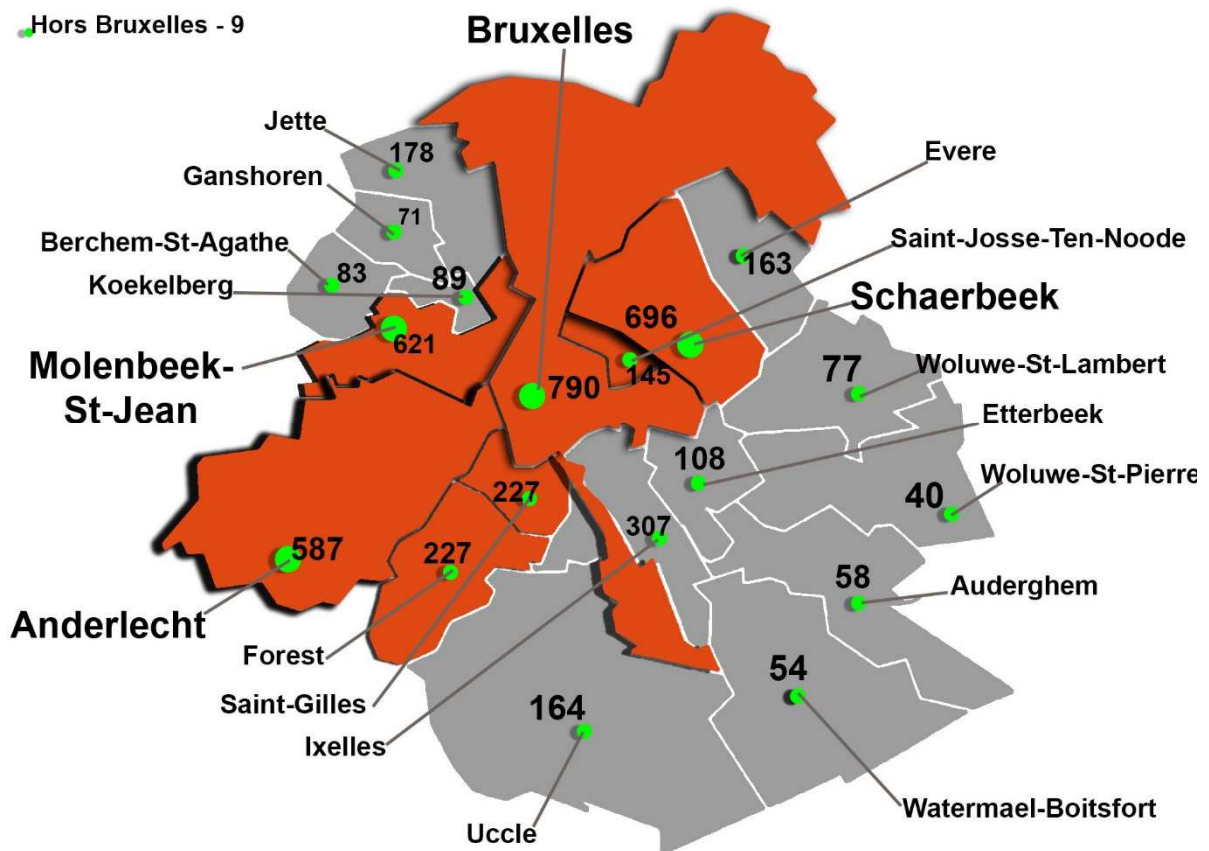 Hors Bruxelles - 9
Bruxelles
Jette
178
Evere
Ganshoren
71
Saint-Josse-Ten-Noode
Berchem-St-Agathe
83
163
Koekelberg
89
Schaerbeek
696
621
Molenbeek-
St-Jean
145
77
Woluwe-St-Lambert
790
Etterbeek
108
Woluwe-St-Pierre
227
40
307
587
227
58
Auderghem
Anderlecht
Forest
54
Saint-Gilles
164
Ixelles
Watermael-Boitsfort
Uccle